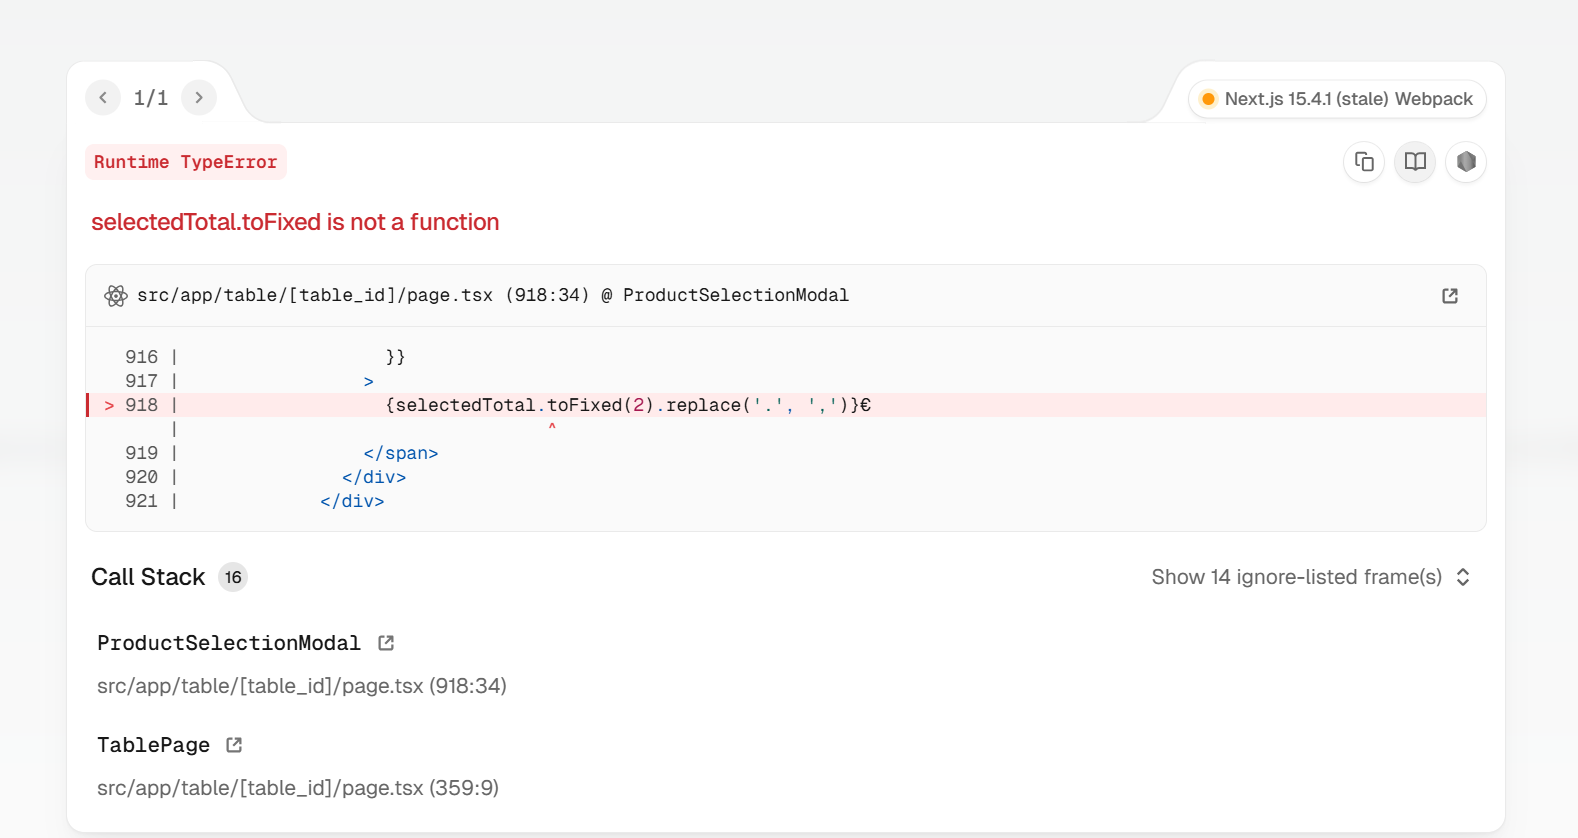 1/1
Next.js 15.4.1 (stale) Webpack
Runtime TypeError
selectedTotal.toFixed is not a function
src/app/table/[table_id]/page.tsx (918:34) @ ProductSelectionModal
916 |                   }}
917 |                 >
> 918 |                   {selectedTotal.toFixed(2).replace('.', ',')}€
|                                  ^
919 |                 </span>
920 |               </div>
921 |             </div>
Call Stack 16
Show 14 ignore-listed frame(s)
ProductSelectionModal
src/app/table/[table_id]/page.tsx (918:34)
TablePage
src/app/table/[table_id]/page.tsx (359:9)